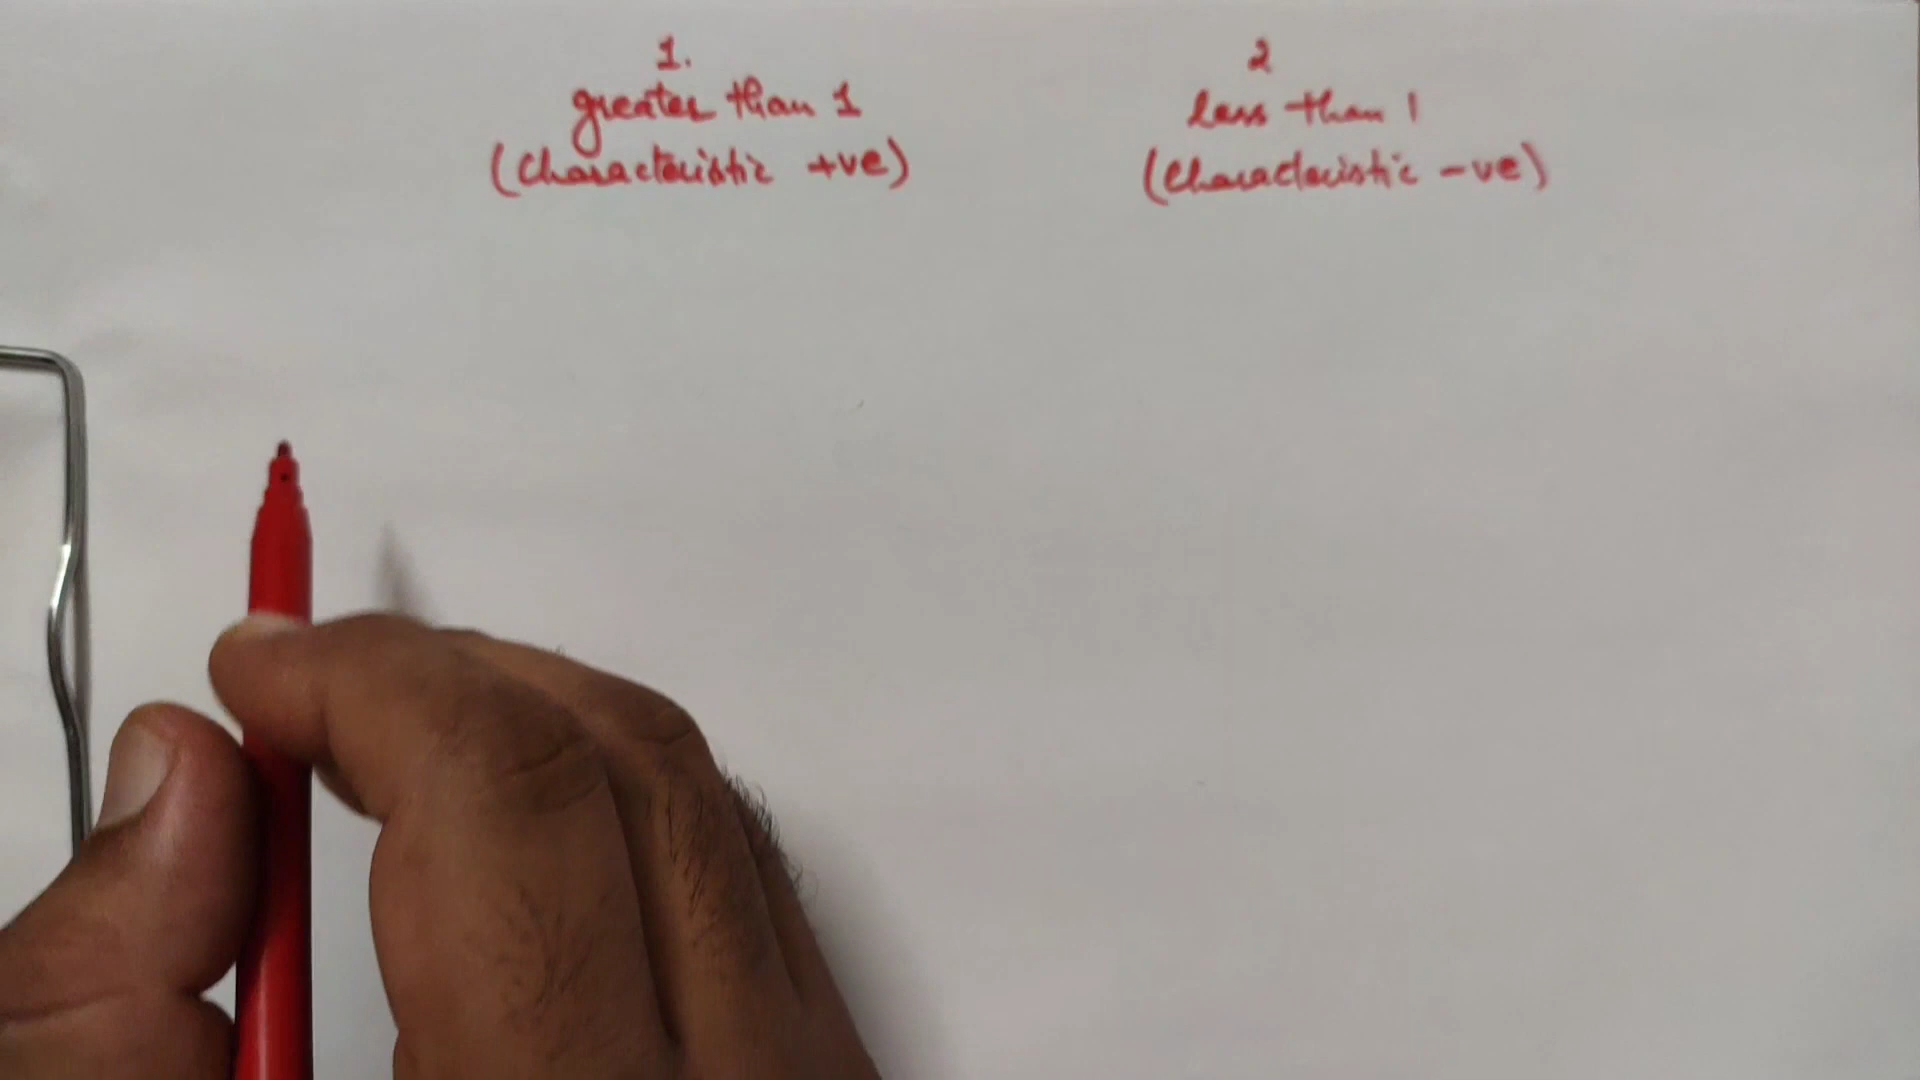 1.
greater than 1
(characteristic +ve)
2
less than 1
(characteristic -ve)